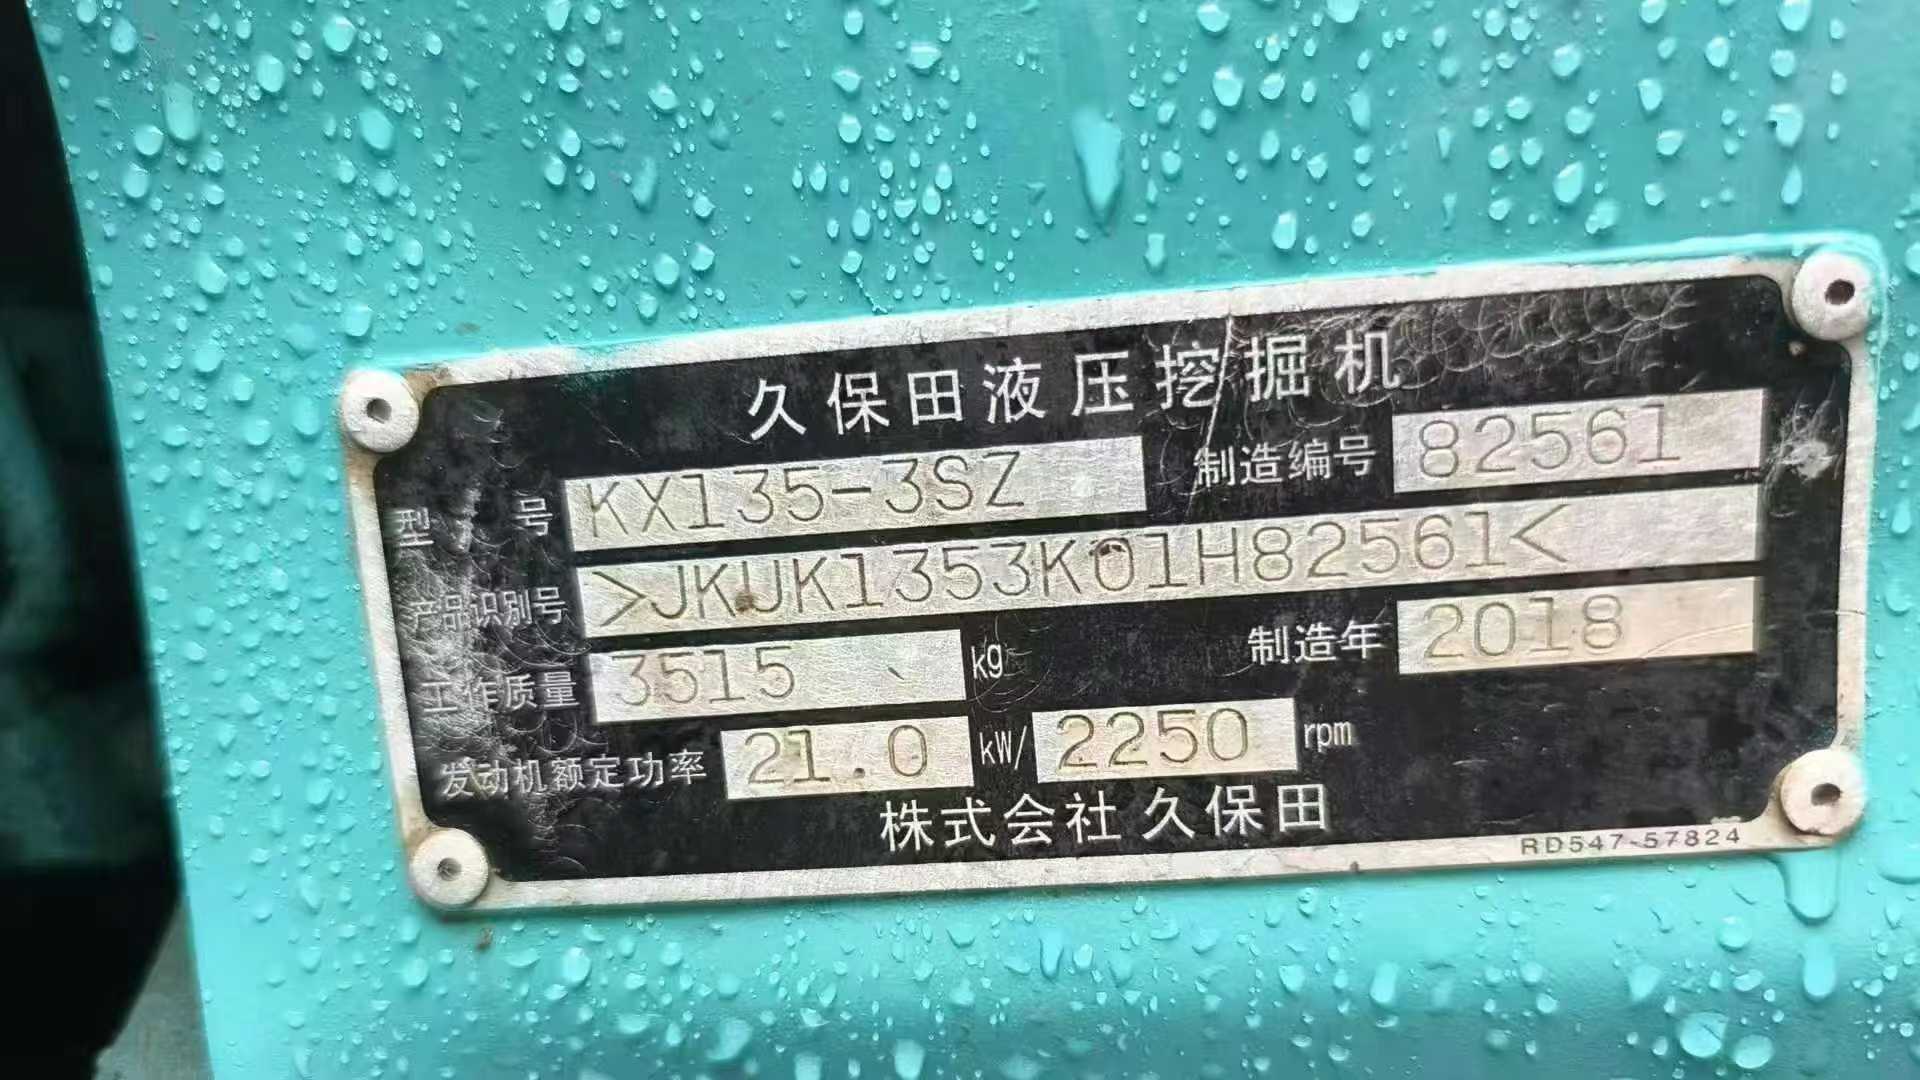 久保田液压挖掘机
型 号 KX135-3SZ 制造编号 82561
产品识别号 >JKUK1353K01H82561<
工作质量 3515 kg 制造年 2018
发动机额定功率 21.0 kW/ 2250 rpm
株式会社久保田
RD547-57824